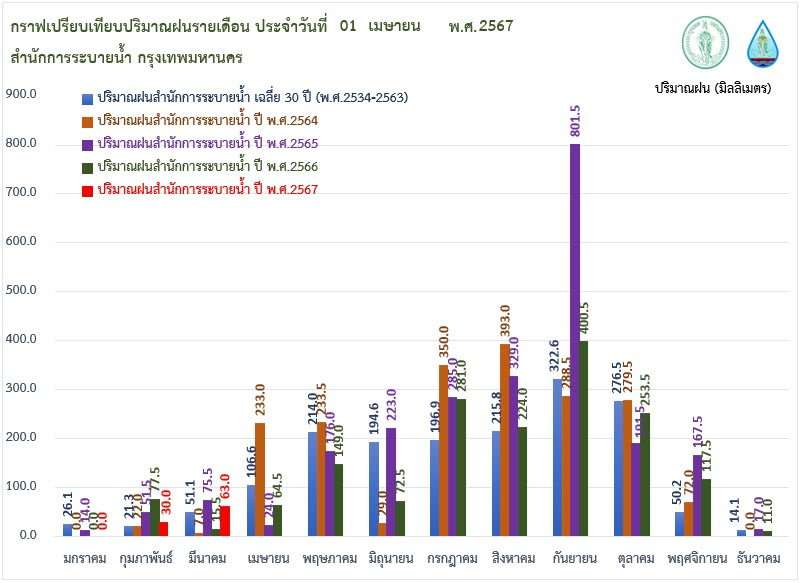 กราฟเปรียบเทียบปริมาณฝนรายเดือน ประจำวันที่ 01 เมษายน พ.ศ.2567
สำนักการระบายน้ำ กรุงเทพมหานคร
ปริมาณฝน (มิลลิเมตร)
ปริมาณฝนสำนักการระบายน้ำ เฉลี่ย 30 ปี (พ.ศ.2534-2563)
ปริมาณฝนสำนักการระบายน้ำ ปี พ.ศ.2564
ปริมาณฝนสำนักการระบายน้ำ ปี พ.ศ.2565
ปริมาณฝนสำนักการระบายน้ำ ปี พ.ศ.2566
ปริมาณฝนสำนักการระบายน้ำ ปี พ.ศ.2567
900.0
800.0
700.0
600.0
500.0
400.0
300.0
200.0
100.0
0.0
26.1 0.0 14.0 0.0 0.0
21.3 22.0 51.5 77.5 30.0
51.1 7.0 75.5 15.5 63.0
106.6 233.0 24.0 64.5
214.0 233.5 176.0 149.0
194.6 29.0 223.0 72.5
196.9 350.0 285.0 281.0
215.8 393.0 329.0 224.0
322.6 288.5 801.5 400.5
276.5 279.5 191.5 253.5
50.2 72.0 167.5 117.5
14.1 0.0 17.0 11.0
มกราคม กุมภาพันธ์ มีนาคม เมษายน พฤษภาคม มิถุนายน กรกฎาคม สิงหาคม กันยายน ตุลาคม พฤศจิกายน ธันวาคม